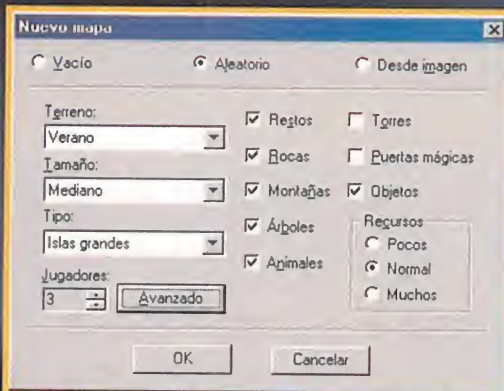 Nuevo mapa
Vacío Aleatorio Desde imagen
Terreno:
Verano
Tamaño:
Mediano
Tipo:
Islas grandes
Jugadores:
3 Avanzado
Restos
Rocas
Montañas
Árboles
Animales
Torres
Puertas mágicas
Objetos
Recursos
Pocos
Normal
Muchos
OK Cancelar